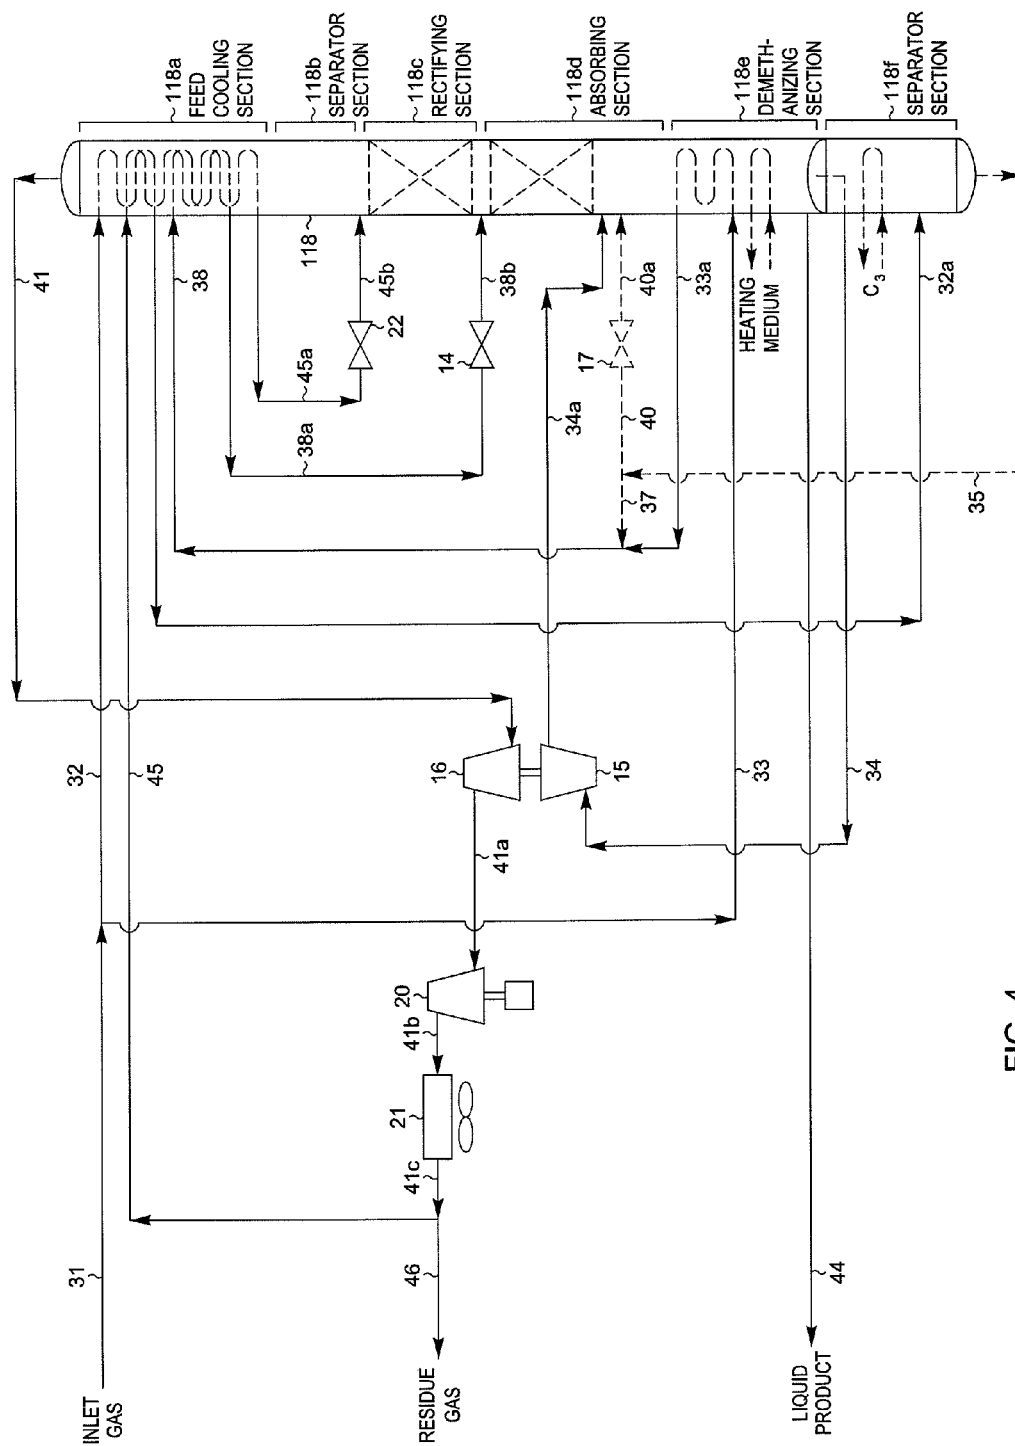 118a
FEED
COOLING
SECTION
118b
SEPARATOR
SECTION
118c
RECTIFYING
SECTION
118d
ABSORBING
SECTION
118e
DEMETH-
ANIZING
SECTION
118f
SEPARATOR
SECTION
41
38
118
45b
22
45a
38a
38b
14
40a
17
40
37
34a
33a
HEATING
MEDIUM
C3
32a
35
32
45
16
15
33
34
41a
20
41b
21
41c
31
46
44
INLET
GAS
RESIDUE
GAS
LIQUID
PRODUCT